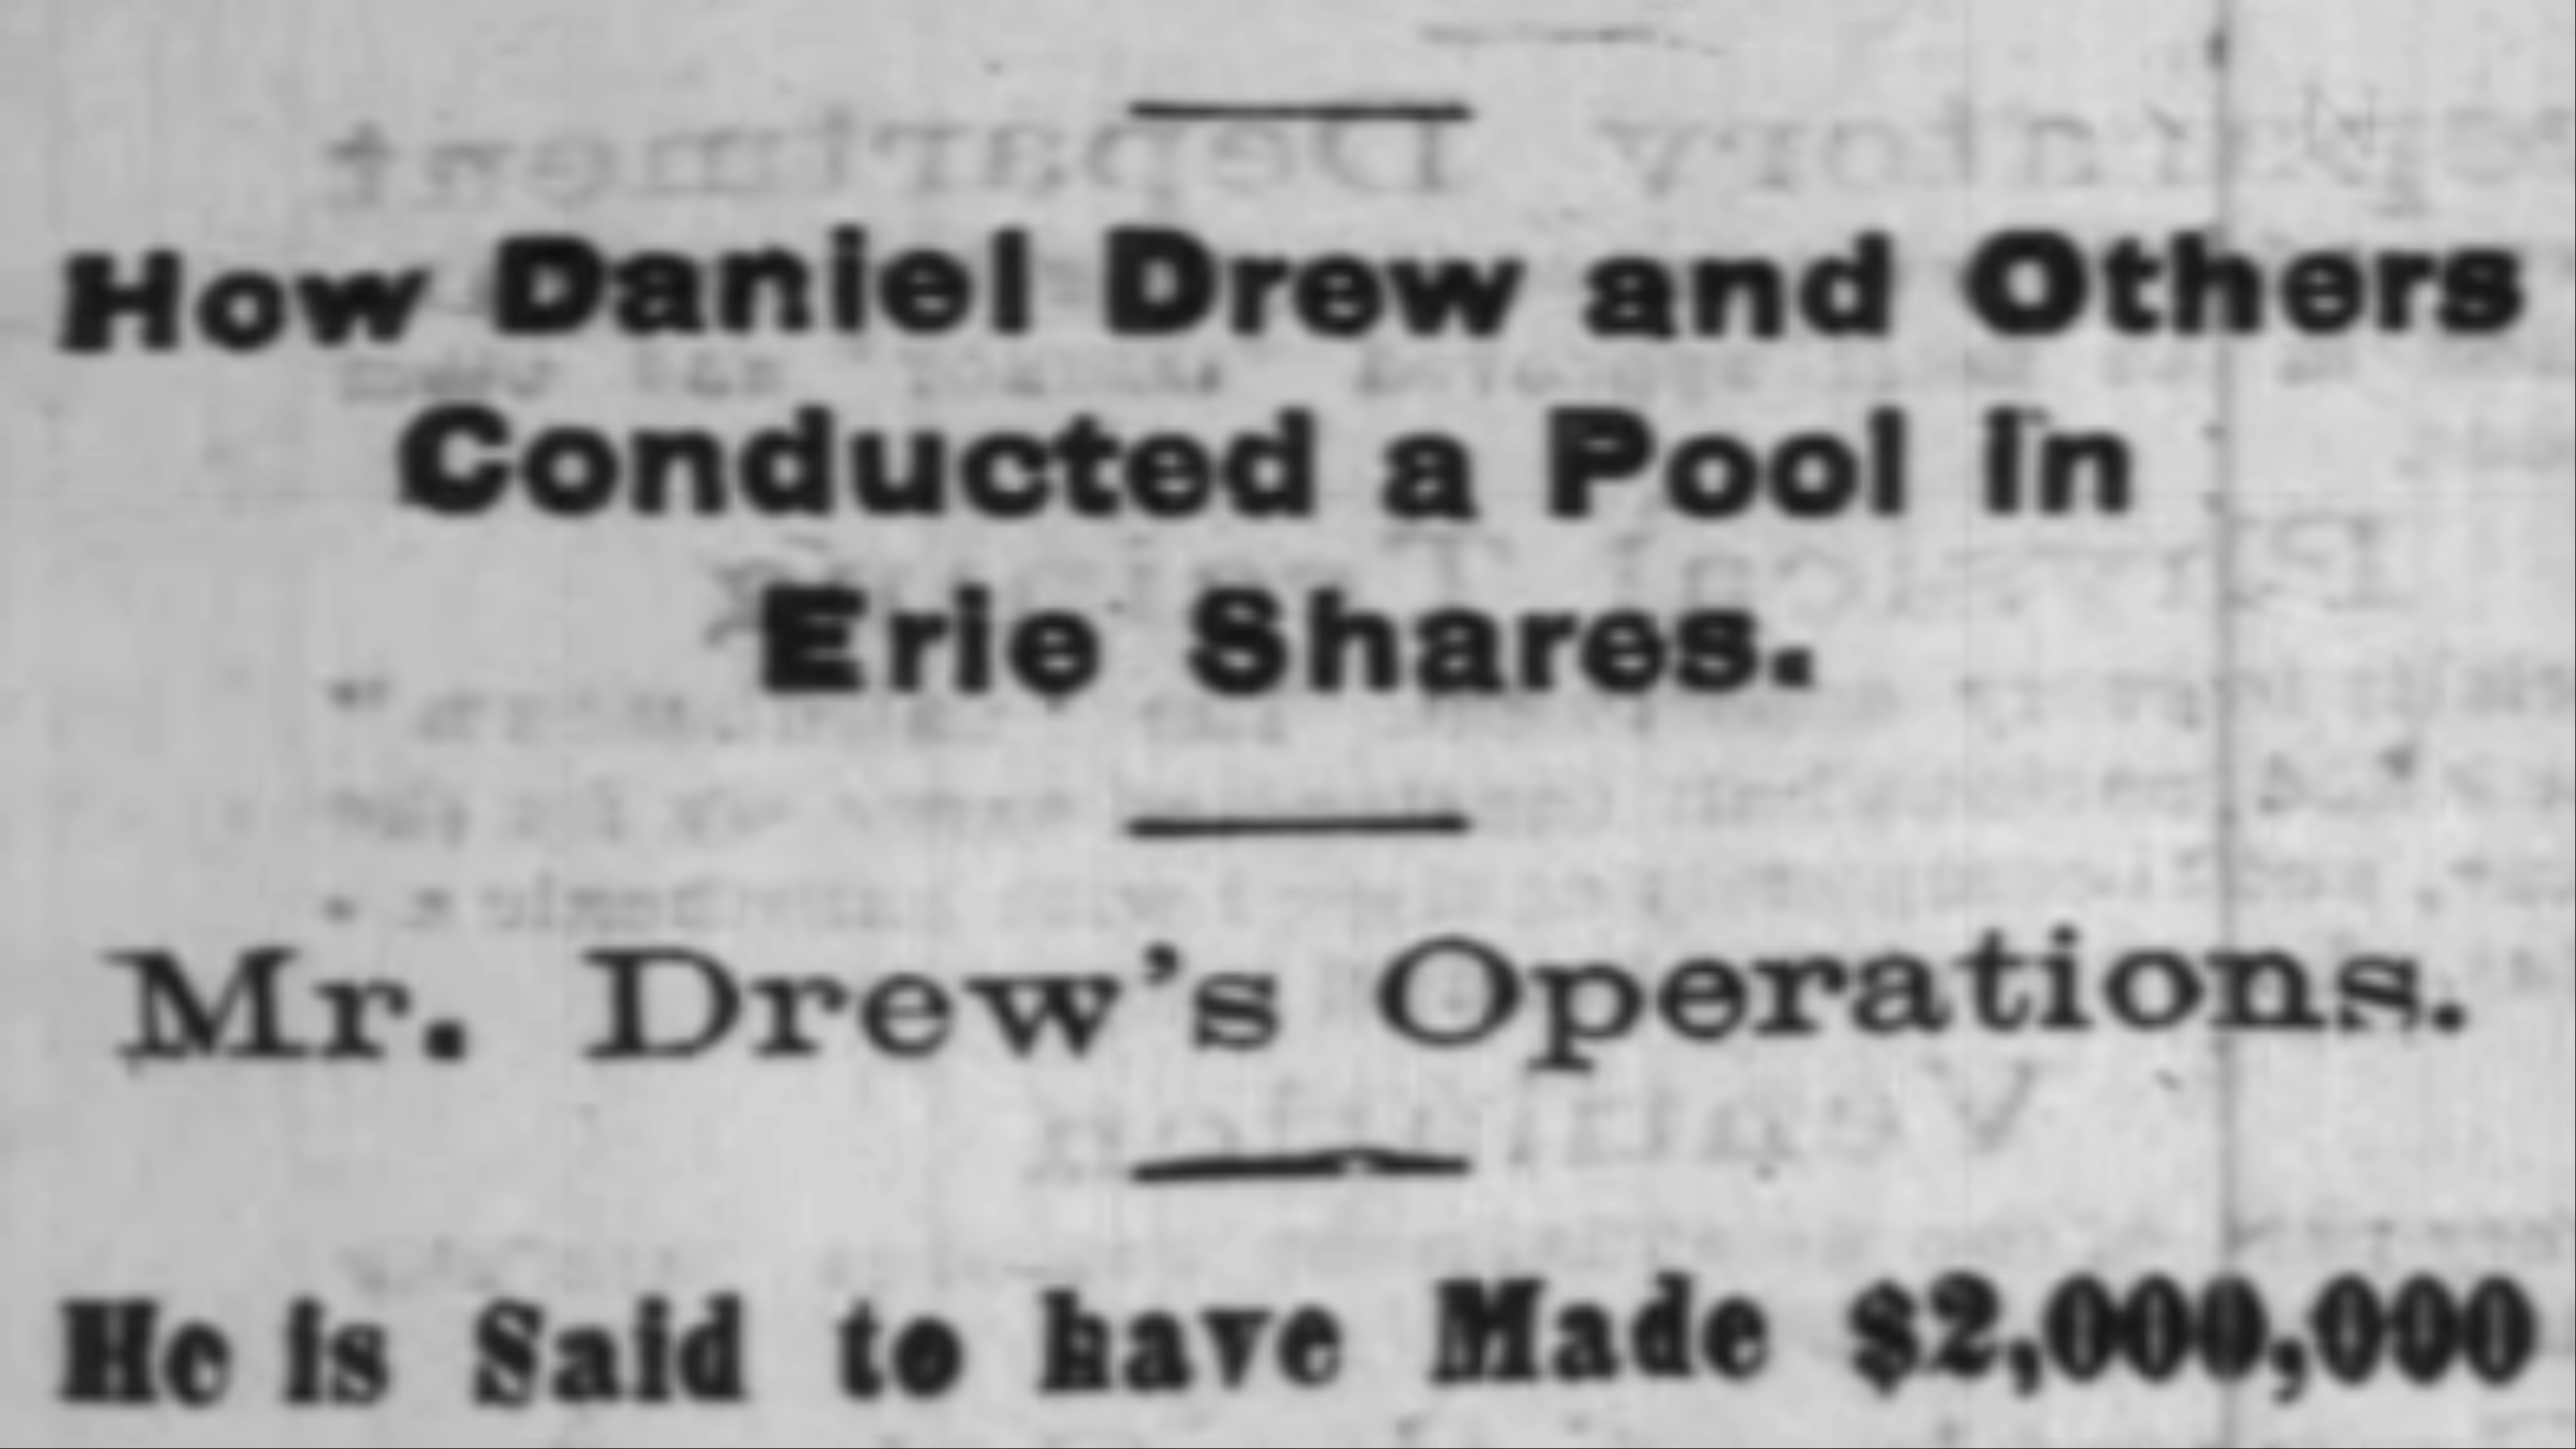 How Daniel Drew and Others
Conducted a Pool in
Erie Shares.
Mr. Drew's Operations.
He is Said to have Made $2,000,000